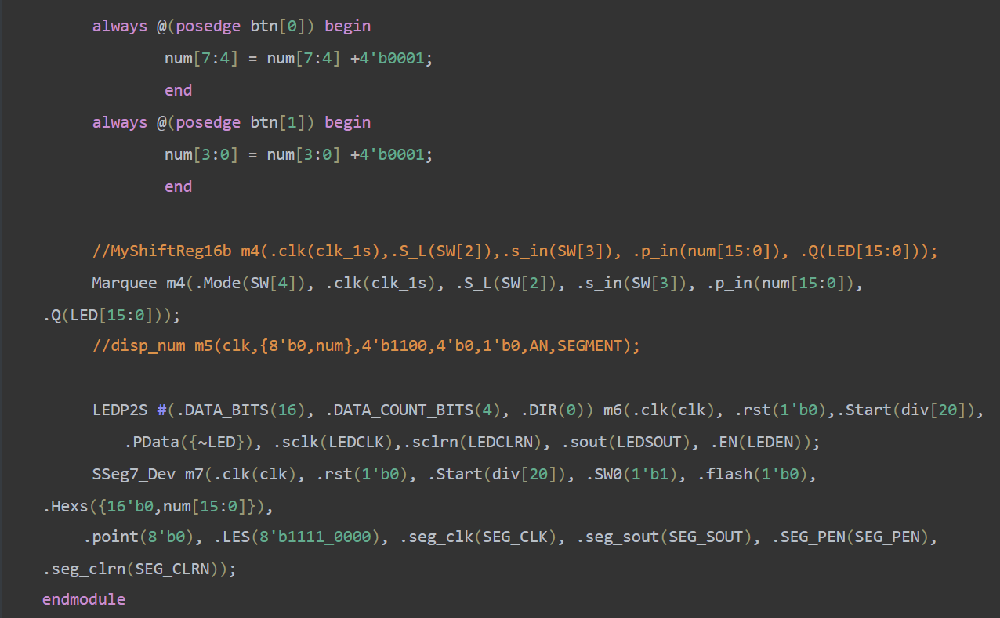 always @(posedge btn[0]) begin
num[7:4] = num[7:4] +4'b0001;
end
always @(posedge btn[1]) begin
num[3:0] = num[3:0] +4'b0001;
end
//MyShiftReg16b m4(.clk(clk_1s),.S_L(SW[2]),.s_in(SW[3]), .p_in(num[15:0]), .Q(LED[15:0]));
Marquee m4(.Mode(SW[4]), .clk(clk_1s), .S_L(SW[2]), .s_in(SW[3]), .p_in(num[15:0]),
.Q(LED[15:0]));
//disp_num m5(clk,{8'b0,num},4'b1100,4'b0,1'b0,AN,SEGMENT);
LEDP2S #(.DATA_BITS(16), .DATA_COUNT_BITS(4), .DIR(0)) m6(.clk(clk), .rst(1'b0),.Start(div[20]),
.PData({~LED}), .sclk(LEDCLK),.sclrn(LEDCLRN), .sout(LEDSOUT), .EN(LEDEN));
SSeg7_Dev m7(.clk(clk), .rst(1'b0), .Start(div[20]), .SW0(1'b1), .flash(1'b0),
.Hexs({16'b0,num[15:0]}),
.point(8'b0), .LES(8'b1111_0000), .seg_clk(SEG_CLK), .seg_sout(SEG_SOUT), .SEG_PEN(SEG_PEN),
.seg_clrn(SEG_CLRN));
endmodule